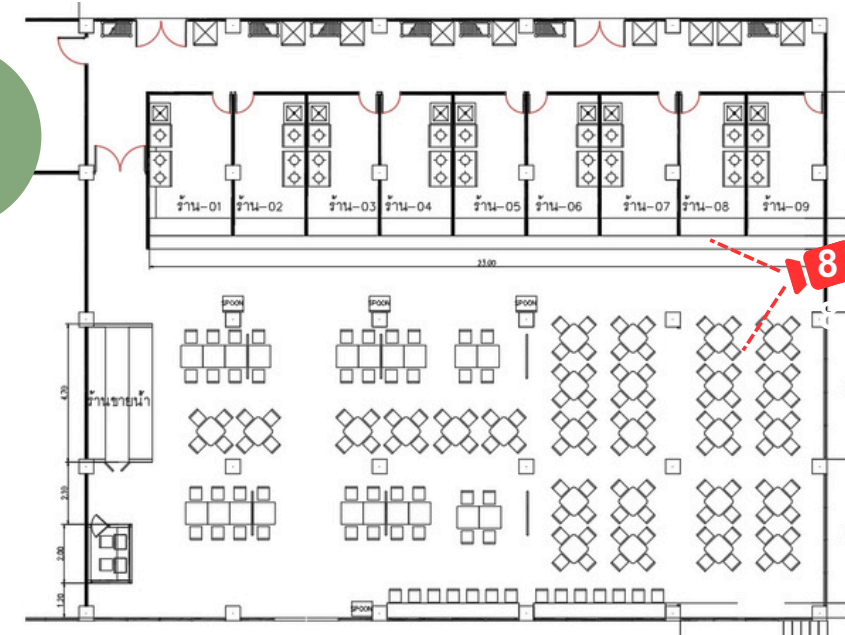 ร้าน-01
ร้าน-02
ร้าน-03
ร้าน-04
ร้าน-05
ร้าน-06
ร้าน-07
ร้าน-08
ร้าน-09
23.00
8
8
SPOON
SPOON
SPOON
4.70
ร้านขายน้ำ
2.00
1.20
SPOON